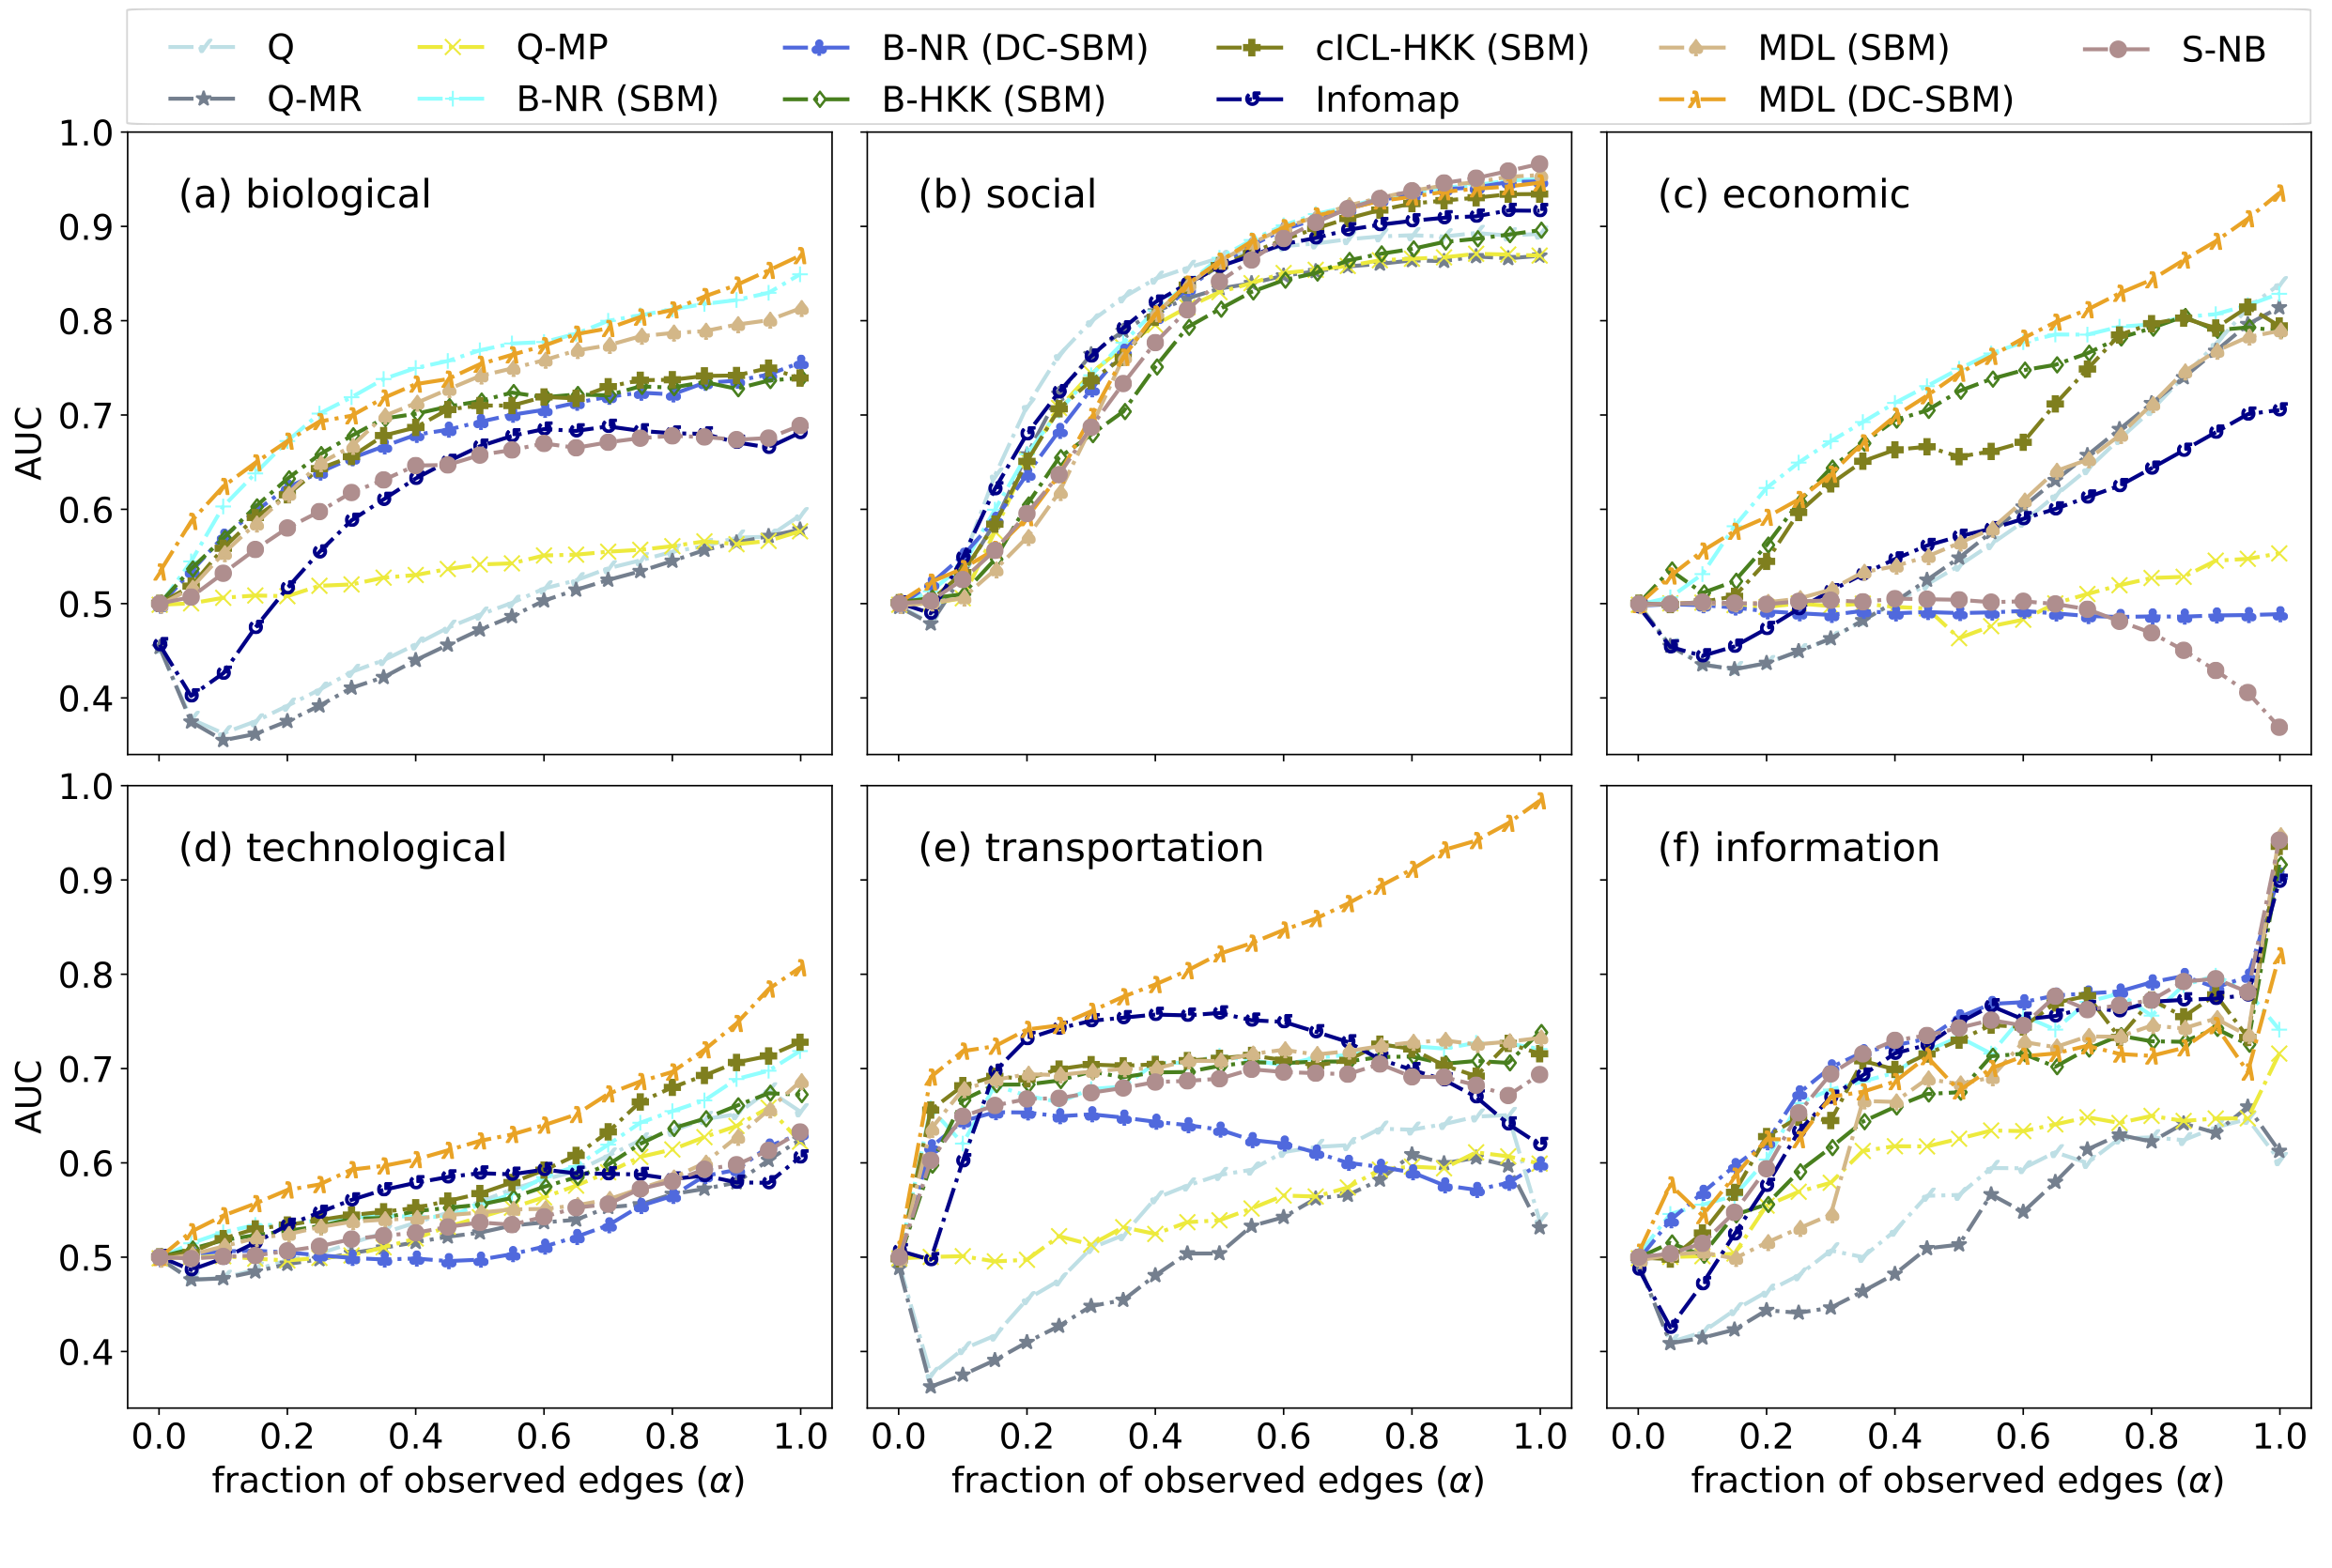 Q Q-MP B-NR (DC-SBM) cICL-HKK (SBM) MDL (SBM) S-NB
Q-MR B-NR (SBM) B-HKK (SBM) Infomap MDL (DC-SBM)
(a) biological
(b) social
(c) economic
1.0
0.9
0.8
0.7
0.6
0.5
0.4
AUC
(d) technological
(e) transportation
(f) information
1.0
0.9
0.8
0.7
0.6
0.5
0.4
AUC
0.0 0.2 0.4 0.6 0.8 1.0
0.0 0.2 0.4 0.6 0.8 1.0
0.0 0.2 0.4 0.6 0.8 1.0
fraction of observed edges (α)
fraction of observed edges (α)
fraction of observed edges (α)